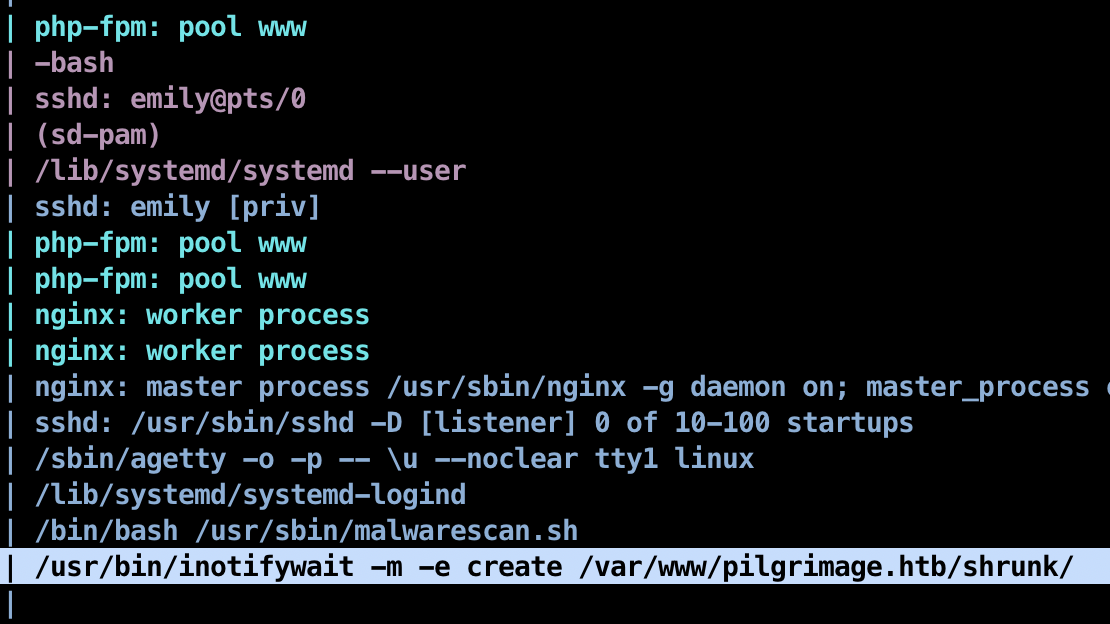 | php-fpm: pool www
| -bash
| sshd: emily@pts/0
| (sd-pam)
| /lib/systemd/systemd --user
| sshd: emily [priv]
| php-fpm: pool www
| php-fpm: pool www
| nginx: worker process
| nginx: worker process
| nginx: master process /usr/sbin/nginx -g daemon on; master_process
| sshd: /usr/sbin/sshd -D [listener] 0 of 10-100 startups
| /sbin/agetty -o -p -- \u --noclear tty1 linux
| /lib/systemd/systemd-logind
| /bin/bash /usr/sbin/malwarescan.sh
| /usr/bin/inotifywait -m -e create /var/www/pilgrimage.htb/shrunk/
|